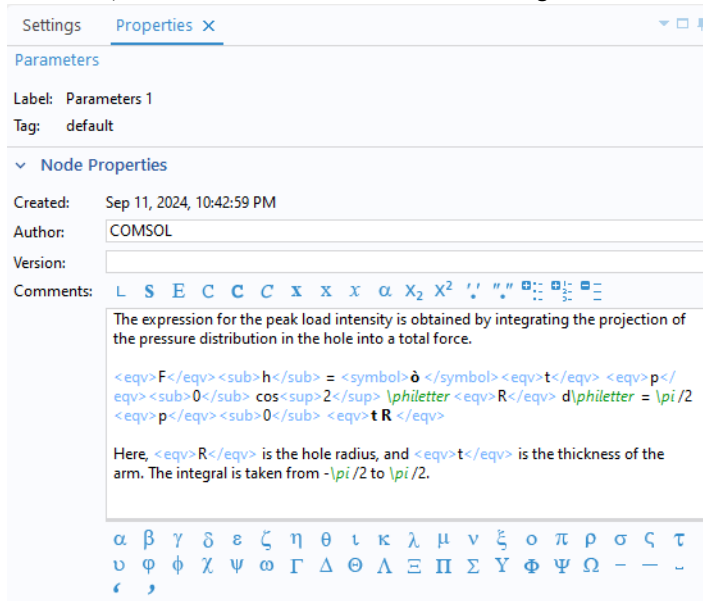 Settings Properties ×
Parameters
Label: Parameters 1
Tag: default
Node Properties
Created: Sep 11, 2024, 10:42:59 PM
Author: COMSOL
Version:
Comments: L S E C C C x x x α X₂ X² ‘,’ “.”
The expression for the peak load intensity is obtained by integrating the projection of
the pressure distribution in the hole into a total force.
<eqv>F</eqv><sub>h</sub> = <symbol>ò </symbol><eqv>t</eqv> <eqv>p</
eqv><sub>0</sub> cos<sup>2</sup> \philetter <eqv>R</eqv> d\philetter = \pi /2
<eqv>p</eqv><sub>0</sub> <eqv>t R </eqv>
Here, <eqv>R</eqv> is the hole radius, and <eqv>t</eqv> is the thickness of the
arm. The integral is taken from -\pi /2 to \pi /2.
α β γ δ ε ζ η θ ι κ λ μ ν ξ ο π ρ σ ς τ
υ φ ϕ χ ψ ω Γ Δ Θ Λ Ξ Π Σ Υ Φ Ψ Ω – — ˽
‘ ’